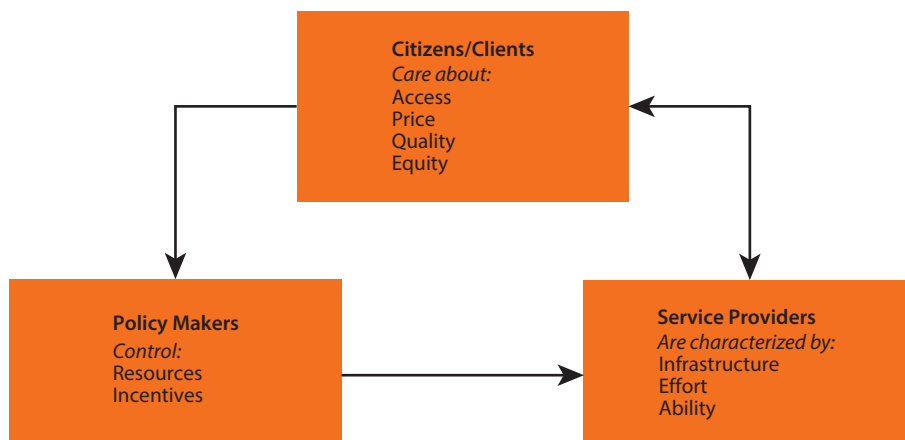 Citizens/Clients
Care about:
Access
Price
Quality
Equity
Policy Makers
Control:
Resources
Incentives
Service Providers
Are characterized by:
Infrastructure
Effort
Ability